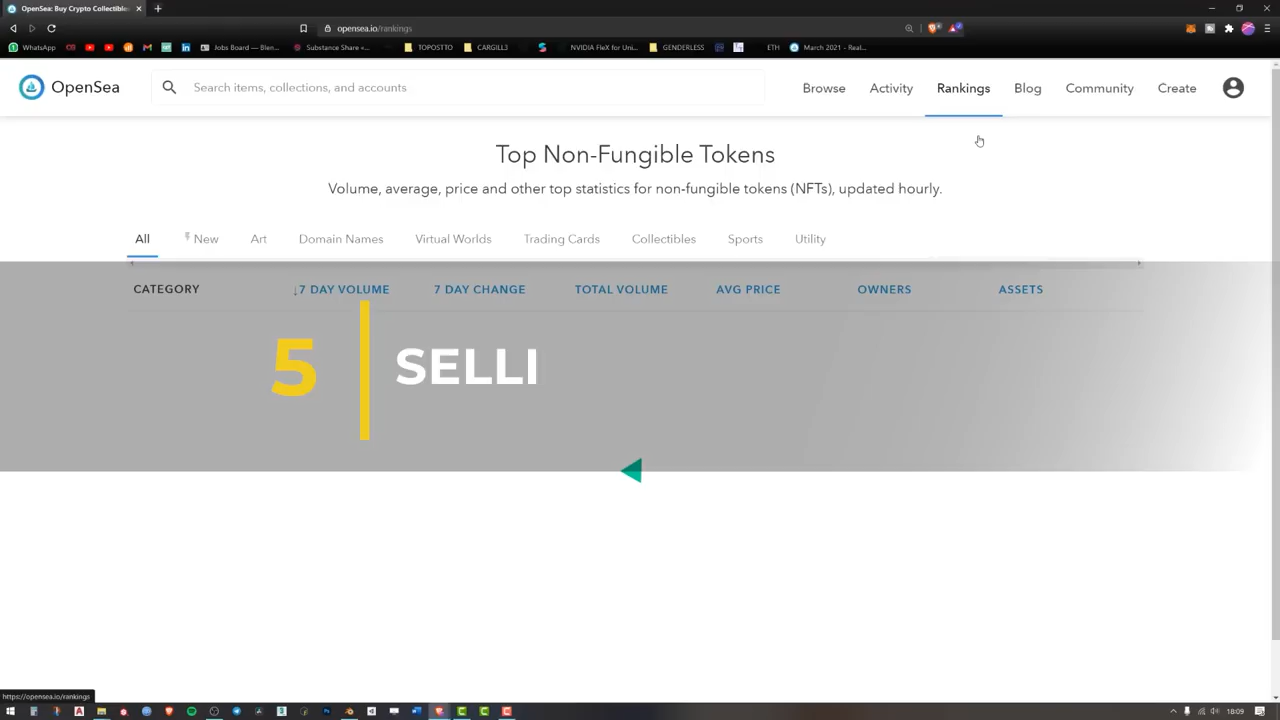 OpenSea: Buy Crypto Collectibles
opensea.io/rankings
WhatsApp
Jobs Board — Blen...
Substance Share «...
TOPOSTTO
CARGILL3
NVIDIA FleX for Uni...
GENDERLESS
ETH
March 2021 - Real...
OpenSea
Search items, collections, and accounts
Browse
Activity
Rankings
Blog
Community
Create
Top Non-Fungible Tokens
Volume, average, price and other top statistics for non-fungible tokens (NFTs), updated hourly.
All
New
Art
Domain Names
Virtual Worlds
Trading Cards
Collectibles
Sports
Utility
CATEGORY
↓7 DAY VOLUME
7 DAY CHANGE
TOTAL VOLUME
AVG PRICE
OWNERS
ASSETS
5
SELLI
https://opensea.io/rankings
18:09